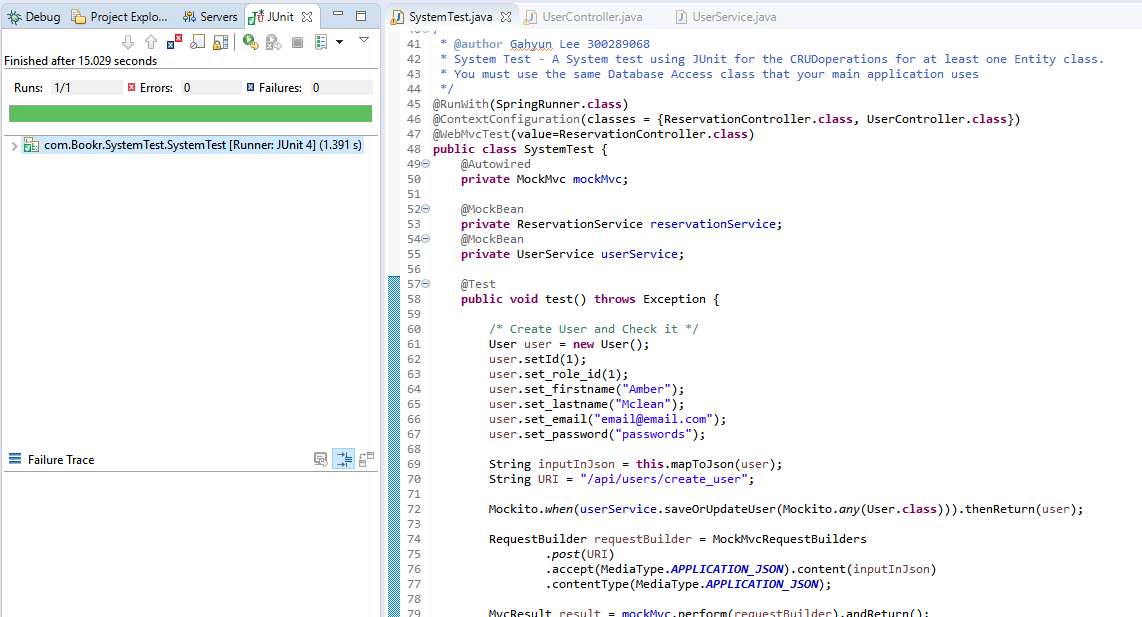 Debug Project Explo... Servers JUnit
Finished after 15.029 seconds
Runs: 1/1 Errors: 0 Failures: 0
com.Bookr.SystemTest.SystemTest [Runner: JUnit 4] (1.391 s)
Failure Trace
SystemTest.java UserController.java UserService.java
41 * @author Gahyun Lee 300289068
42 * System Test - A System test using JUnit for the CRUDoperations for at least one Entity class.
43 * You must use the same Database Access class that your main application uses
44 */
45 @RunWith(SpringRunner.class)
46 @ContextConfiguration(classes = {ReservationController.class, UserController.class})
47 @WebMvcTest(value=ReservationController.class)
48 public class SystemTest {
49 @Autowired
50 private MockMvc mockMvc;
51
52 @MockBean
53 private ReservationService reservationService;
54 @MockBean
55 private UserService userService;
56
57 @Test
58 public void test() throws Exception {
59
60 /* Create User and Check it */
61 User user = new User();
62 user.setId(1);
63 user.set_role_id(1);
64 user.set_firstname("Amber");
65 user.set_lastname("Mclean");
66 user.set_email("email@email.com");
67 user.set_password("passwords");
68
69 String inputInJson = this.mapToJson(user);
70 String URI = "/api/users/create_user";
71
72 Mockito.when(userService.saveOrUpdateUser(Mockito.any(User.class))).thenReturn(user);
73
74 RequestBuilder requestBuilder = MockMvcRequestBuilders
75 .post(URI)
76 .accept(MediaType.APPLICATION_JSON).content(inputInJson)
77 .contentType(MediaType.APPLICATION_JSON);
78
79 MvcResult result = mockMvc.perform(requestBuilder).andReturn();